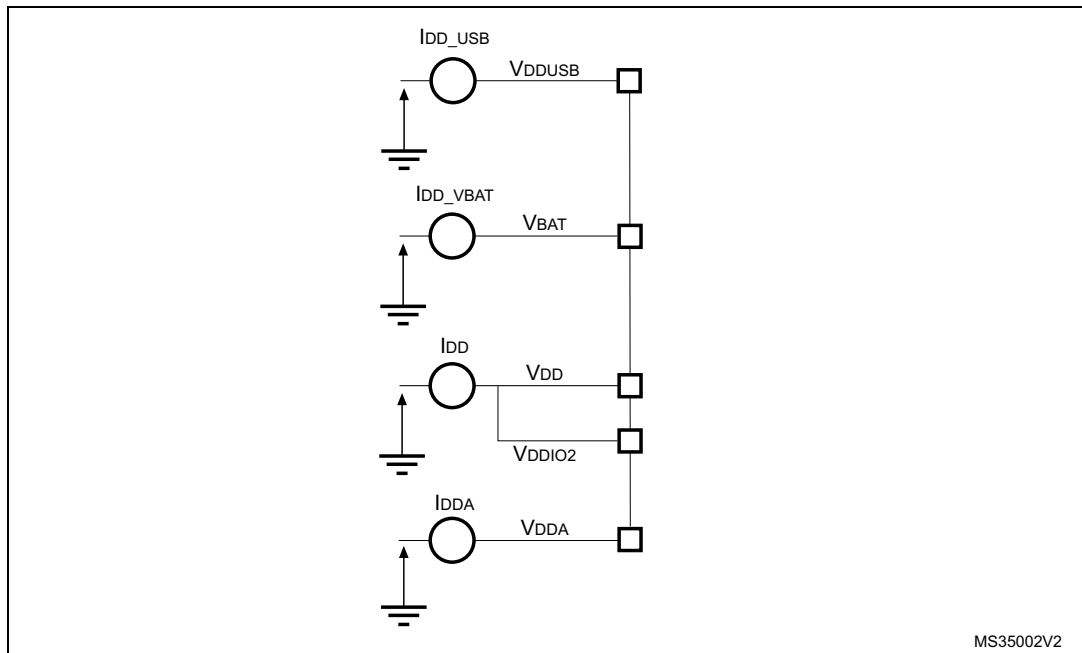 IDD_USB
VDDUSB
IDD_VBAT
VBAT
IDD
VDD
VDDIO2
IDDA
VDDA
MS35002V2